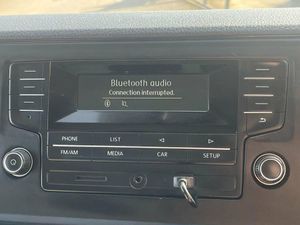 Bluetooth audio
Connection interrupted.
PHONE
LIST
FM/AM
MEDIA
CAR
SETUP